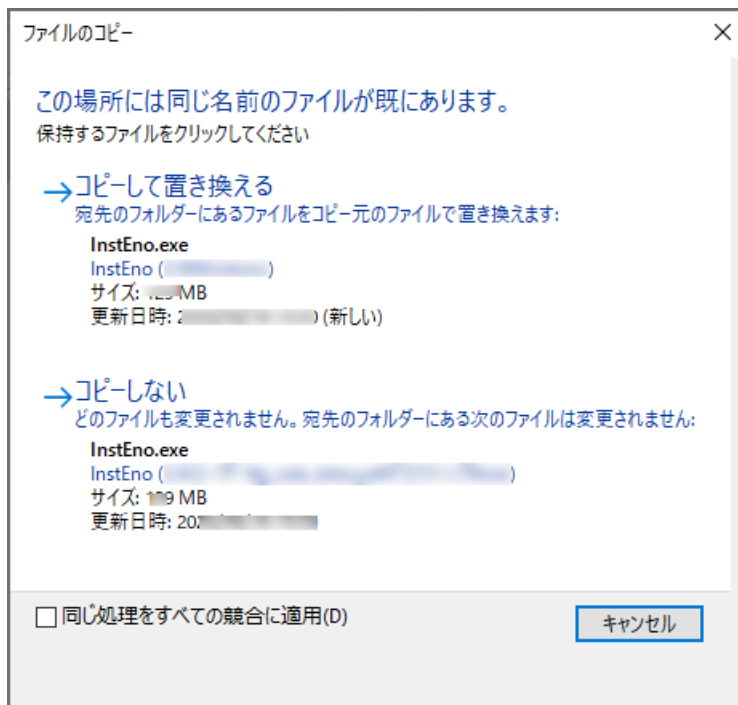 ファイルのコピー
この場所には同じ名前のファイルが既にあります。
保持するファイルをクリックしてください
コピーして置き換える
宛先のフォルダーにあるファイルをコピー元のファイルで置き換えます:
InstEno.exe
InstEno (
サイズ: MB
更新日時: (新しい)
コピーしない
どのファイルも変更されません。宛先のフォルダーにある次のファイルは変更されません:
InstEno.exe
InstEno (
サイズ: MB
更新日時:
同じ処理をすべての競合に適用(D)
キャンセル